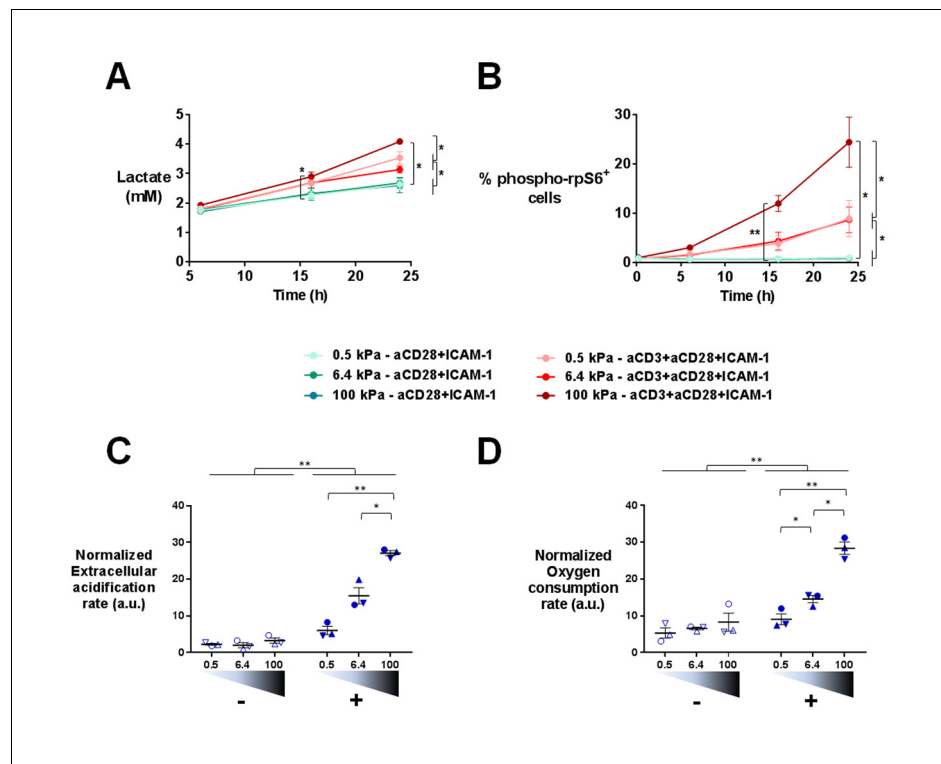 A
B
5
4
3
2
1
0
Lactate
(mM)
5
10
15
20
25
Time (h)
*
*
*
*
30
20
10
0
% phospho-rpS6+
cells
0
5
10
15
20
25
Time (h)
**
*
*
*
0.5 kPa - aCD28+ICAM-1
6.4 kPa - aCD28+ICAM-1
100 kPa - aCD28+ICAM-1
0.5 kPa - aCD3+aCD28+ICAM-1
6.4 kPa - aCD3+aCD28+ICAM-1
100 kPa - aCD3+aCD28+ICAM-1
C
D
**
**
*
40
30
20
10
0
Normalized
Extracellular
acidification
rate (a.u.)
0.5 6.4 100 0.5 6.4 100
- +
**
**
*
*
40
30
20
10
0
Normalized
Oxygen
consumption
rate (a.u.)
0.5 6.4 100 0.5 6.4 100
- +